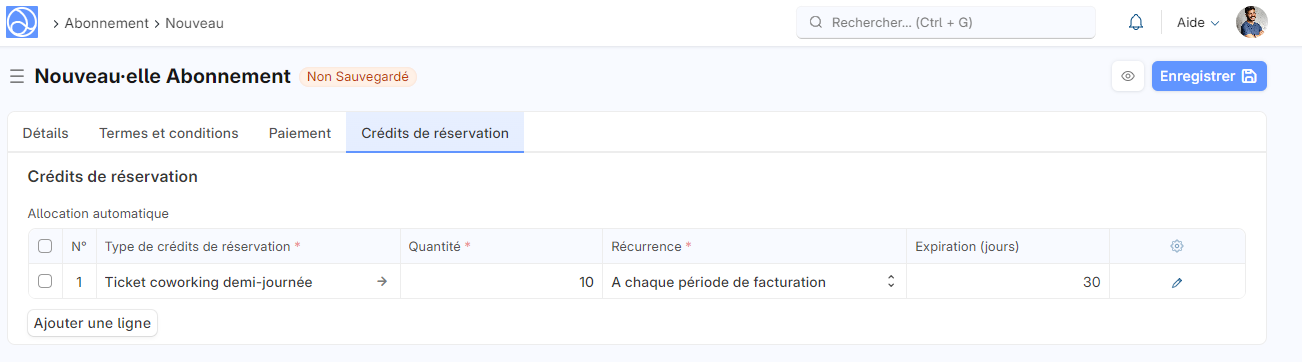 Abonnement
Nouveau
Rechercher... (Ctrl + G)
Aide
Nouveau·elle Abonnement
Non Sauvegardé
Enregistrer
Détails
Termes et conditions
Paiement
Crédits de réservation
Crédits de réservation
Allocation automatique
N°
Type de crédits de réservation *
Quantité *
Récurrence *
Expiration (jours)
1
Ticket coworking demi-journée
10
A chaque période de facturation
30
Ajouter une ligne